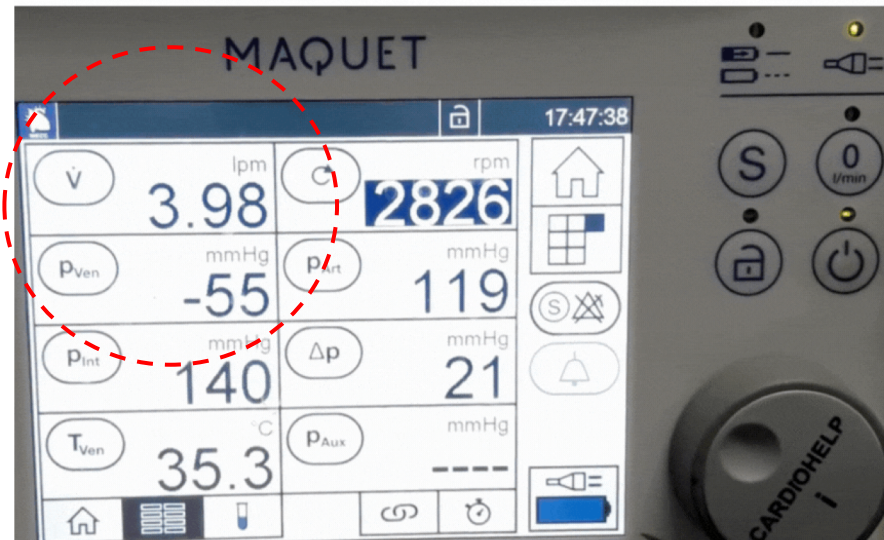 MAQUET
17:47:38
V̇ lpm 3.98
rpm 2826
pVen mmHg -55
pArt mmHg 119
pInt mmHg 140
Δp mmHg 21
TVen °C 35.3
pAux mmHg ----
S
0
l/min
S
CARDIOHELP
i